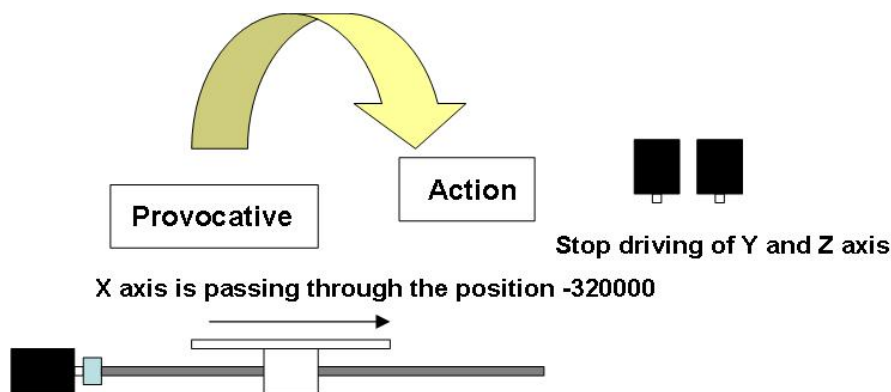 Provocative
Action
Stop driving of Y and Z axis
X axis is passing through the position -320000